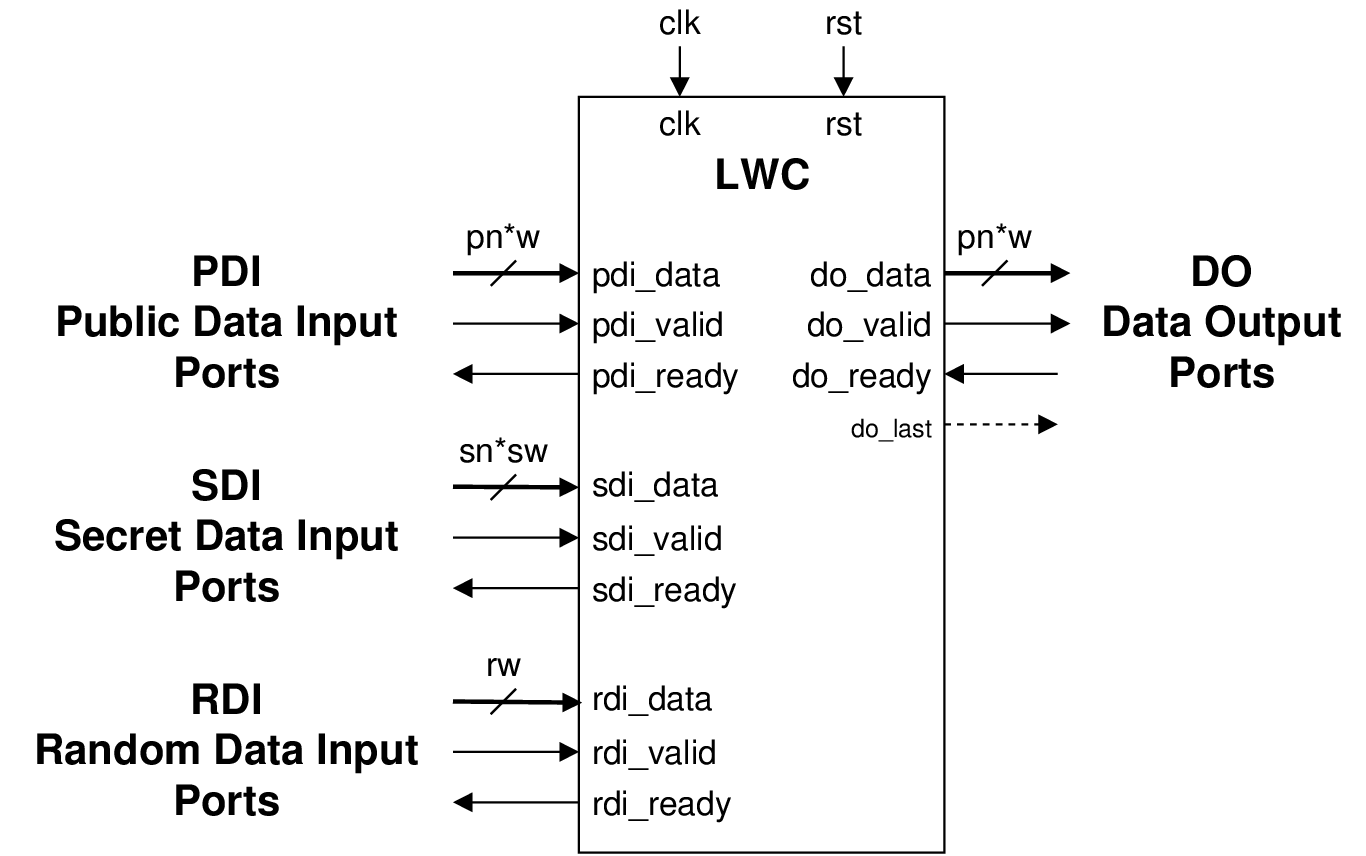 clk rst
clk rst
LWC
PDI
Public Data Input
Ports
pn*w
pdi_data
pdi_valid
pdi_ready
pn*w
do_data
do_valid
do_ready
do_last
DO
Data Output
Ports
SDI
Secret Data Input
Ports
sn*sw
sdi_data
sdi_valid
sdi_ready
RDI
Random Data Input
Ports
rw
rdi_data
rdi_valid
rdi_ready